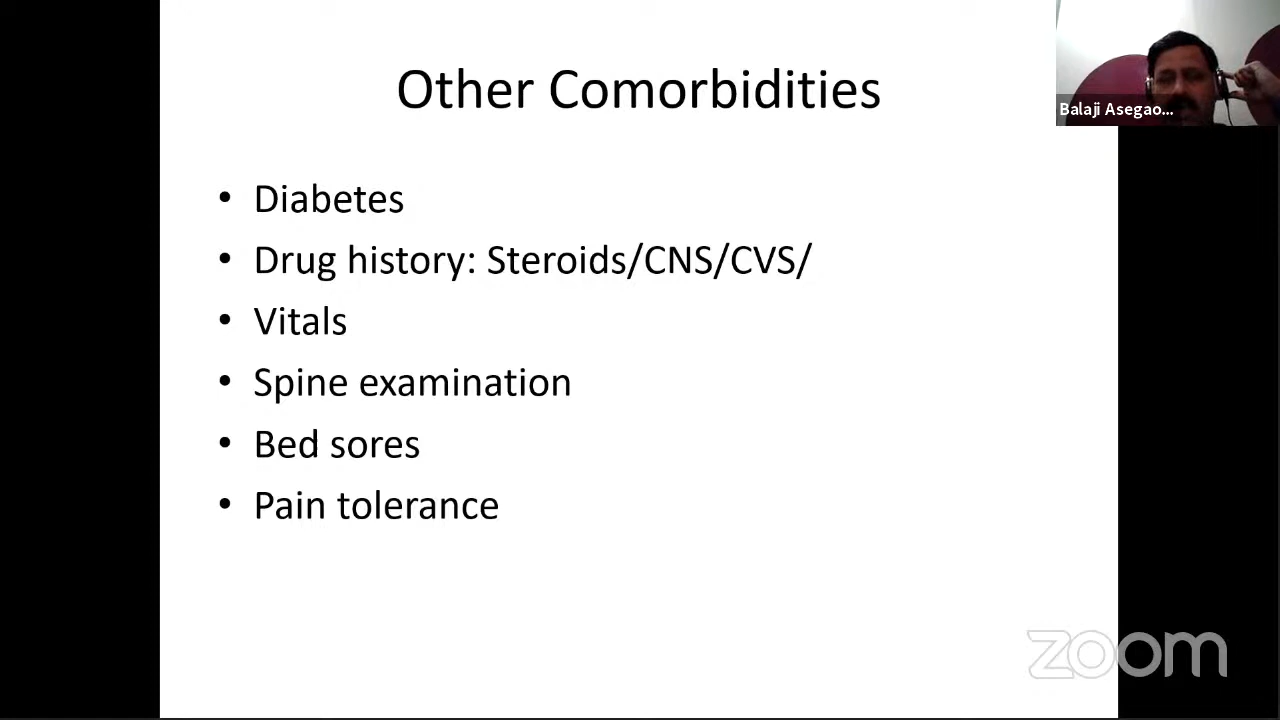 Other Comorbidities
Balaji Asegao...
• Diabetes
• Drug history: Steroids/CNS/CVS/
• Vitals
• Spine examination
• Bed sores
• Pain tolerance
zoom